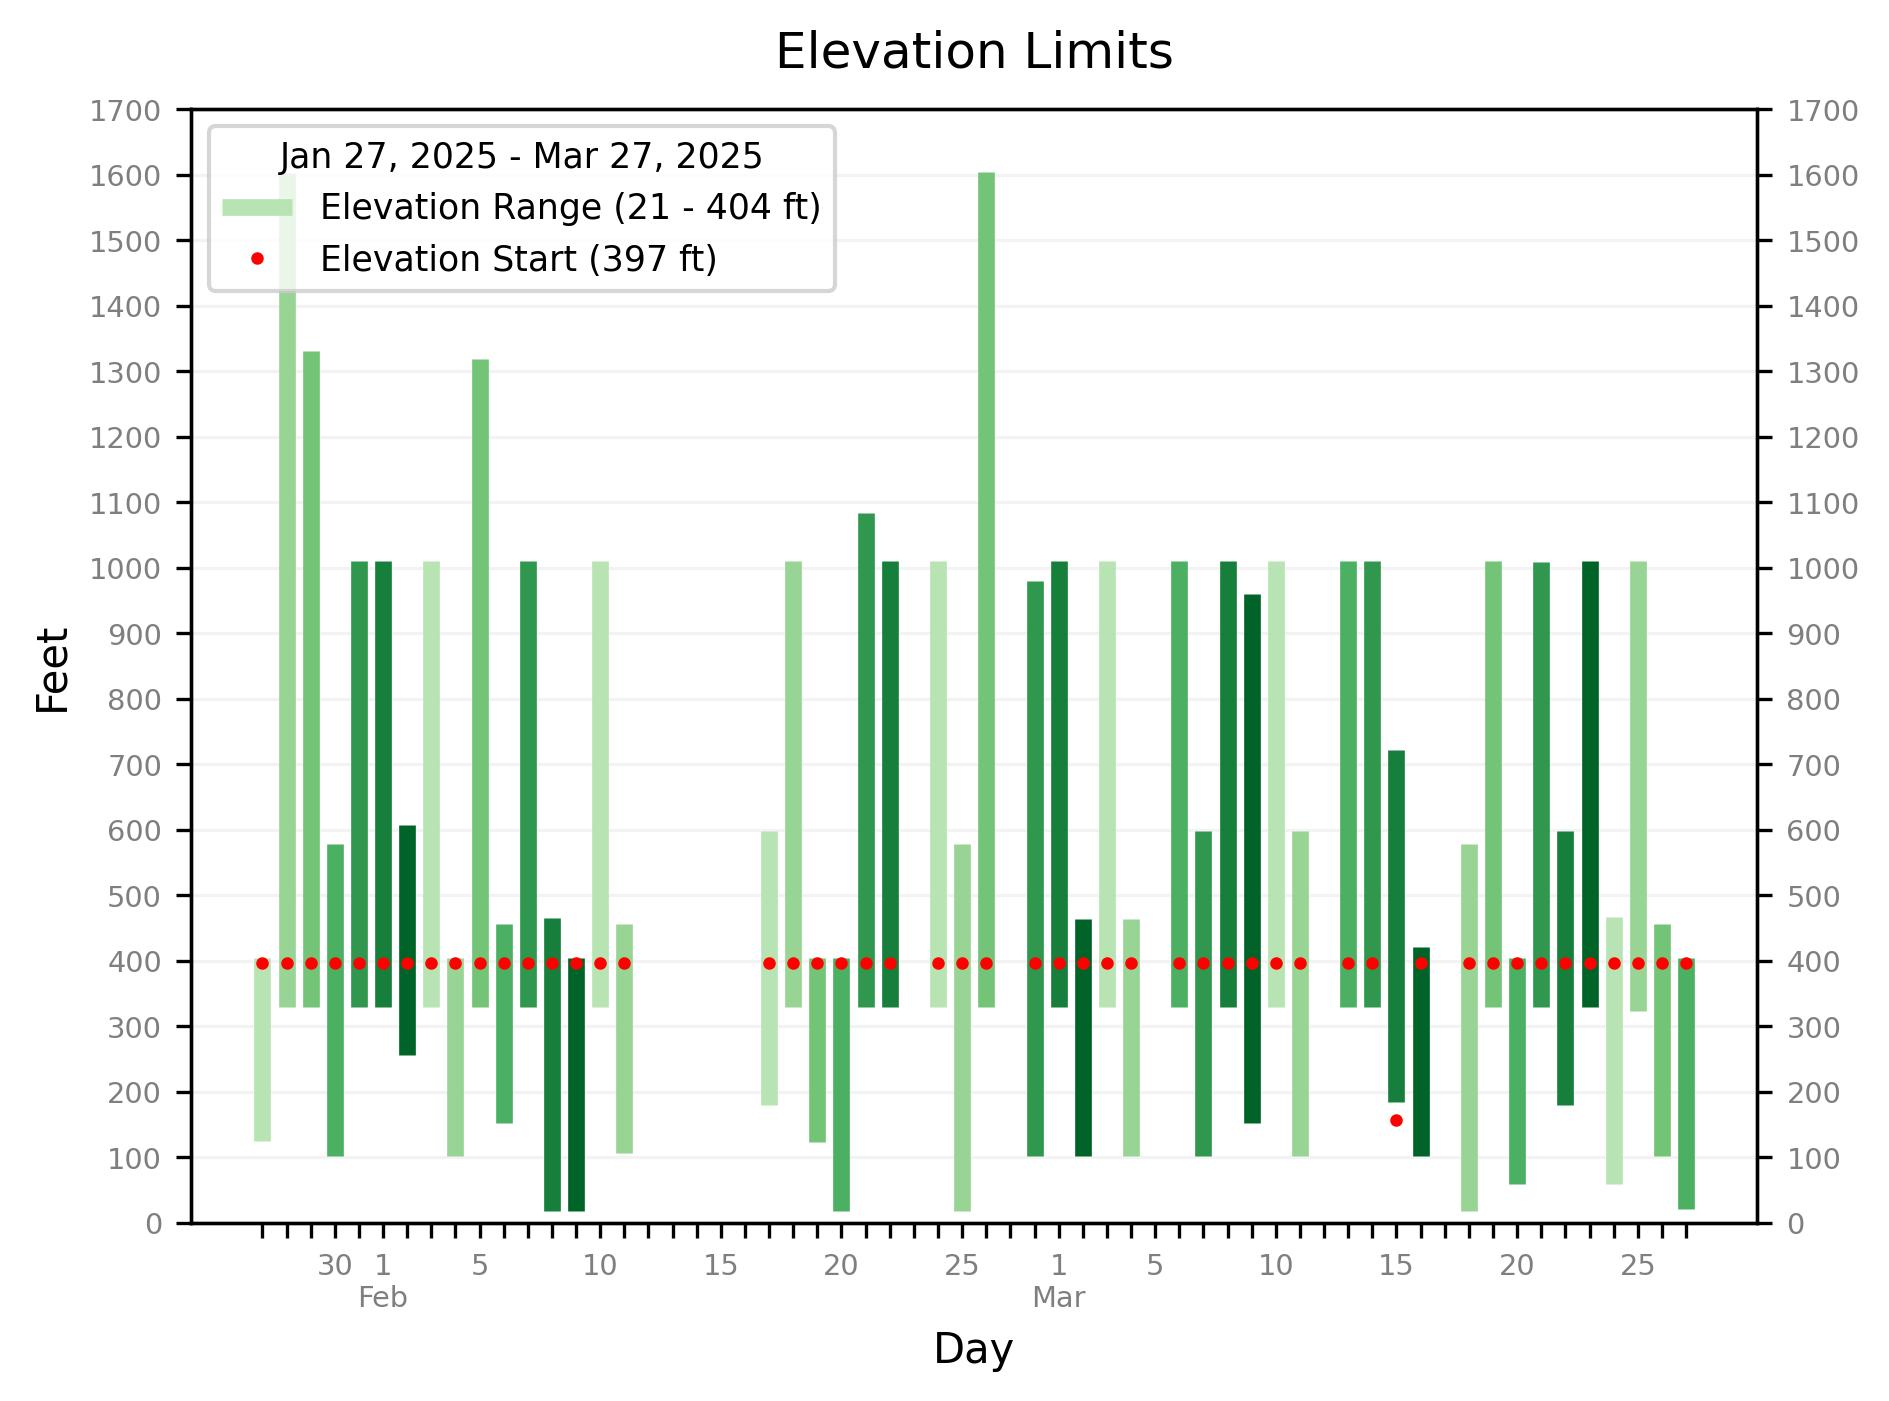 Elevation Limits
Jan 27, 2025 - Mar 27, 2025
Elevation Range (21 - 404 ft)
Elevation Start (397 ft)
1700 1700
1600 1600
1500 1500
1400 1400
1300 1300
1200 1200
1100 1100
1000 1000
900 900
800 800
700 700
600 600
500 500
400 400
300 300
200 200
100 100
0 0
Feet
30 1 5 10 15 20 25 1 5 10 15 20 25
Feb Mar
Day